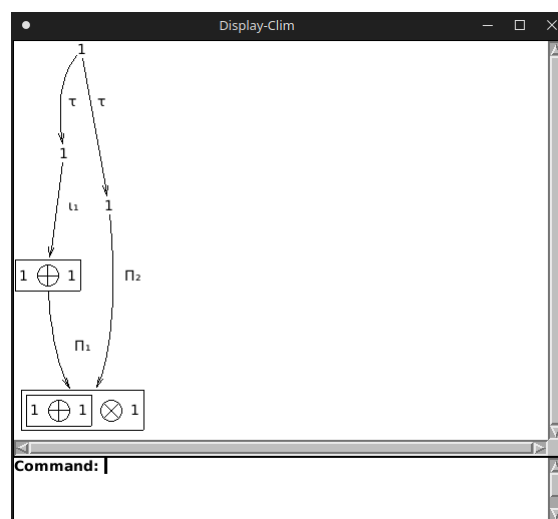 Display-Clim
1
τ τ
1
ι₁ 1
1 ⊕ 1
Π₂
Π₁
1 ⊕ 1 ⊗ 1
Command: